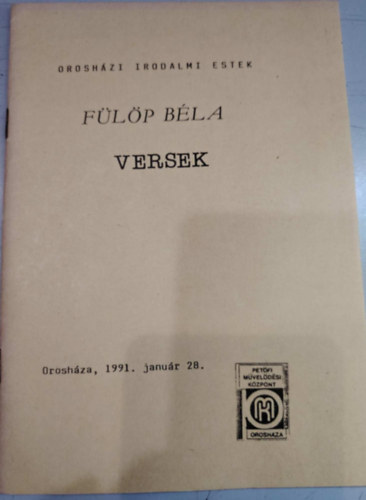 OROSHÁZI IRODALMI ESTEK
FÜLÖP BÉLA
VERSEK
Orosháza, 1991. január 28.
PETŐFI
MŰVELŐDÉSI
KÖZPONT
OROSHÁZA